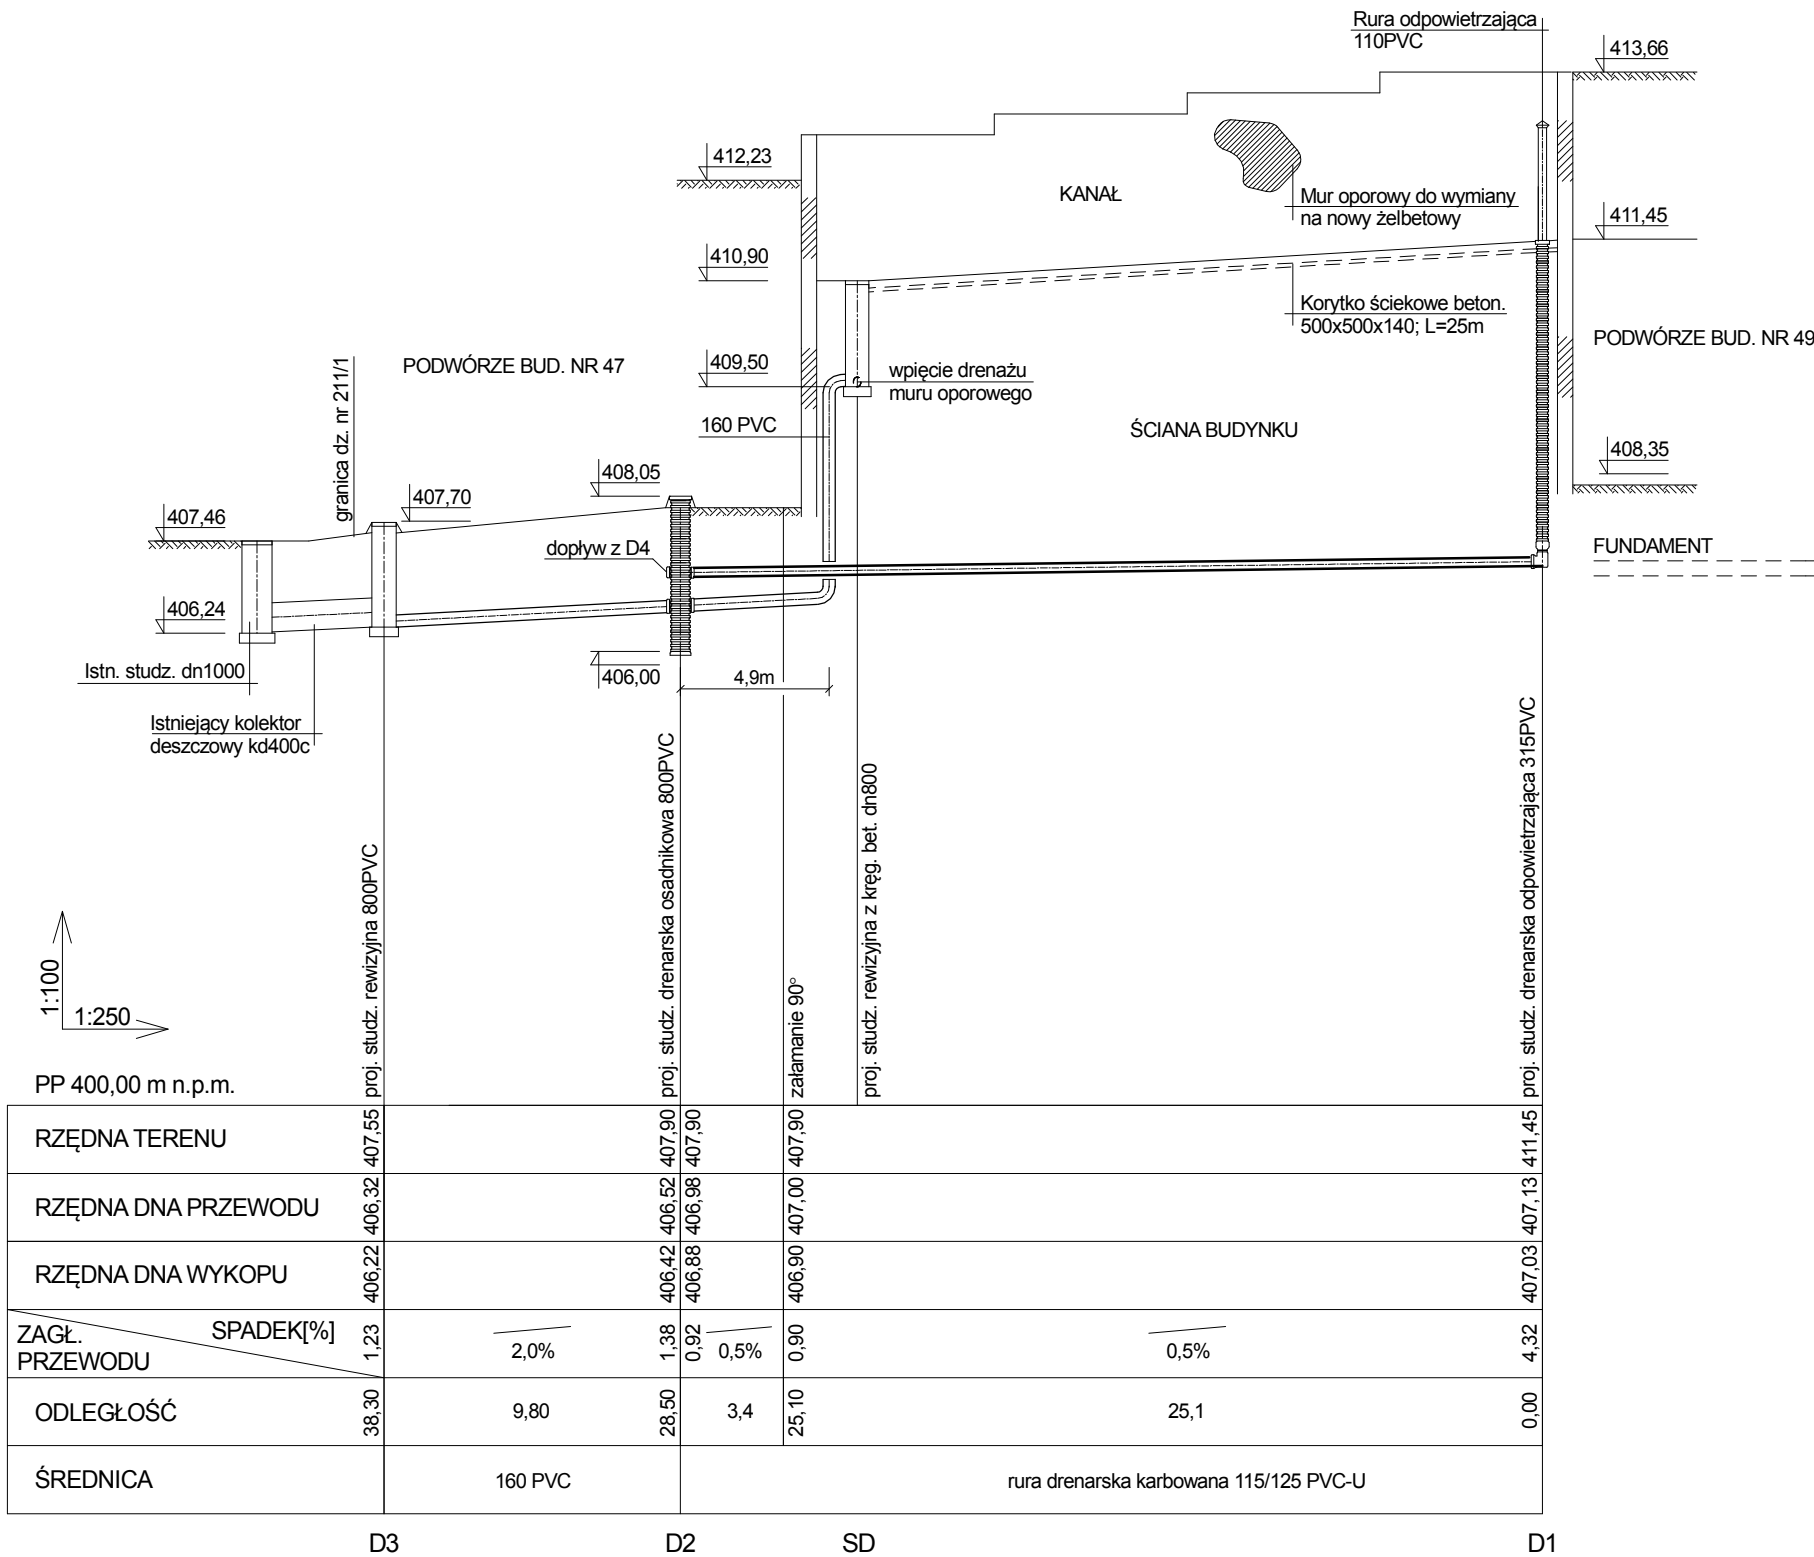 Rura odpowietrzająca
110PVC
413,66
412,23
KANAŁ
Mur oporowy do wymiany
na nowy żelbetowy
411,45
410,90
Korytko ściekowe beton.
500x500x140; L=25m
PODWÓRZE BUD. NR 49
PODWÓRZE BUD. NR 47
409,50
wpięcie drenażu
muru oporowego
granica dz. nr 211/1
160 PVC
ŚCIANA BUDYNKU
408,35
408,05
407,70
407,46
dopływ z D4
FUNDAMENT
406,24
Istn. studz. dn1000
406,00
4,9m
Istniejący kolektor
deszczowy kd400c
proj. studz. rewizyjna 800PVC
proj. studz. drenarska osadnikowa 800PVC
załamanie 90°
proj. studz. rewizyjna z kręg. bet. dn800
proj. studz. drenarska odpowietrzająca 315PVC
1:100
1:250
PP 400,00 m n.p.m.
RZĘDNA TERENU 407,55 407,90 407,90 407,90 411,45
RZĘDNA DNA PRZEWODU 406,32 406,52 406,98 407,00 407,13
RZĘDNA DNA WYKOPU 406,22 406,42 406,88 406,90 407,03
ZAGŁ. SPADEK[%]
PRZEWODU 1,23 2,0% 1,38 0,92 0,5% 0,90 0,5% 4,32
ODLEGŁOŚĆ 38,30 9,80 28,50 3,4 25,10 25,1 0,00
ŚREDNICA 160 PVC rura drenarska karbowana 115/125 PVC-U
D3 D2 SD D1